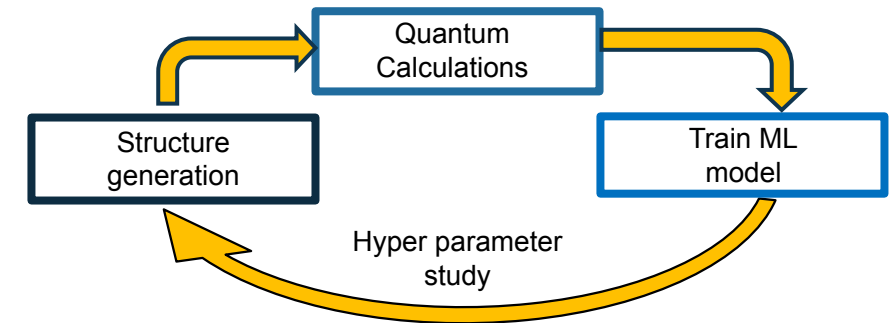 Quantum
Calculations
Structure
generation
Train ML
model
Hyper parameter
study